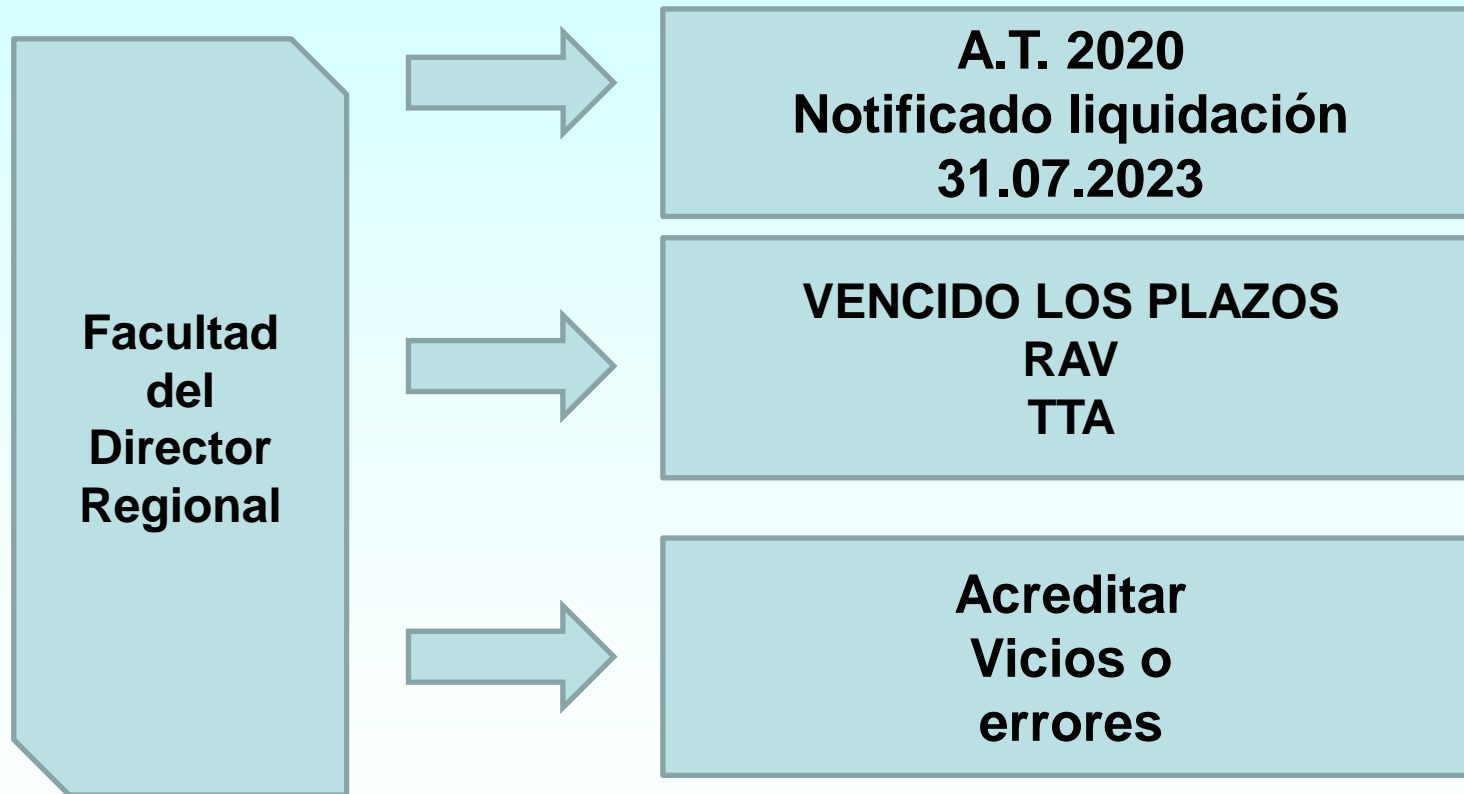 Facultad
del
Director
Regional
A.T. 2020
Notificado liquidación
31.07.2023
VENCIDO LOS PLAZOS
RAV
TTA
Acreditar
Vicios o
errores